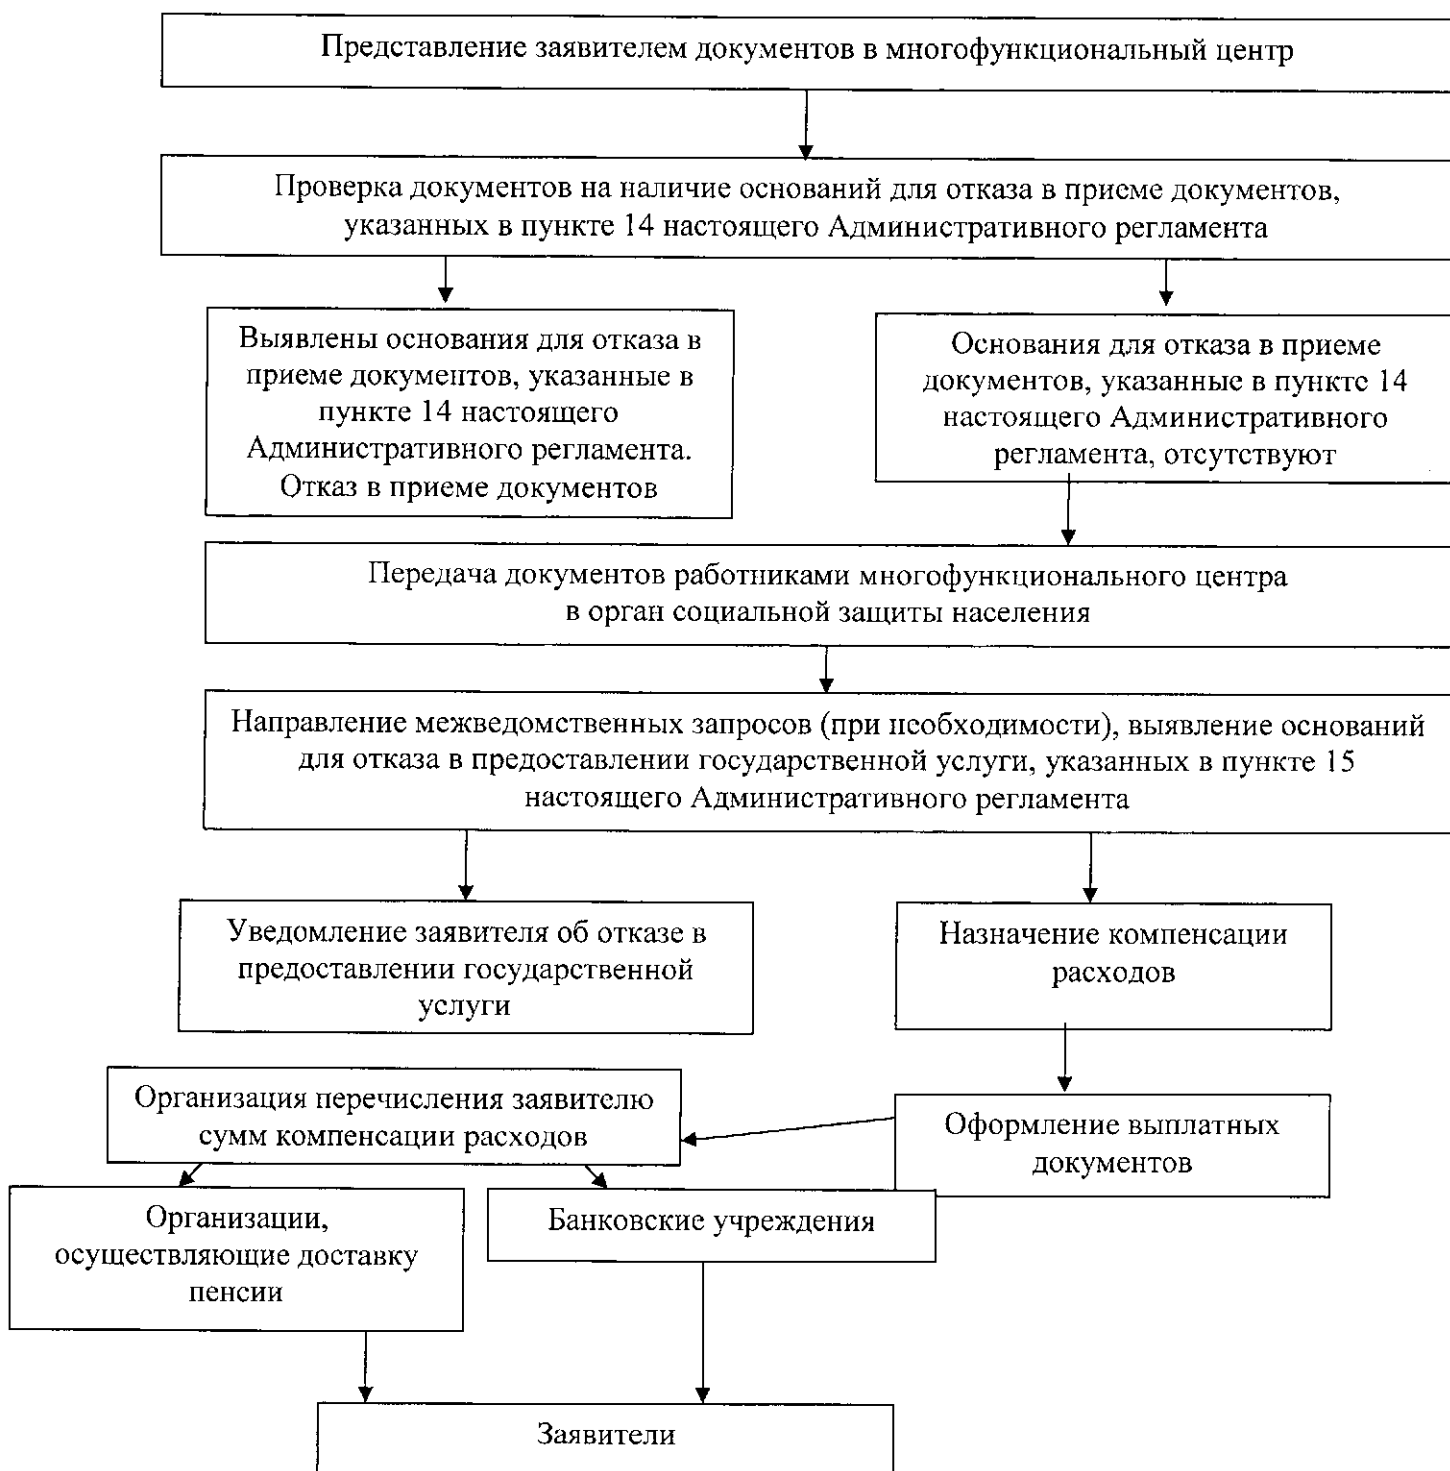 Представление заявителем документов в многофункциональный центр
Проверка документов на наличие оснований для отказа в приеме документов,
указанных в пункте 14 настоящего Административного регламента
Выявлены основания для отказа в
приеме документов, указанные в
пункте 14 настоящего
Административного регламента.
Отказ в приеме документов
Основания для отказа в приеме
документов, указанные в пункте 14
настоящего Административного
регламента, отсутствуют
Передача документов работниками многофункционального центра
в орган социальной защиты населения
Направление межведомственных запросов (при необходимости), выявление оснований
для отказа в предоставлении государственной услуги, указанных в пункте 15
настоящего Административного регламента
Уведомление заявителя об отказе в
предоставлении государственной
услуги
Назначение компенсации
расходов
Организация перечисления заявителю
сумм компенсации расходов
Оформление выплатных
документов
Организации,
осуществляющие доставку
пенсии
Банковские учреждения
Заявители